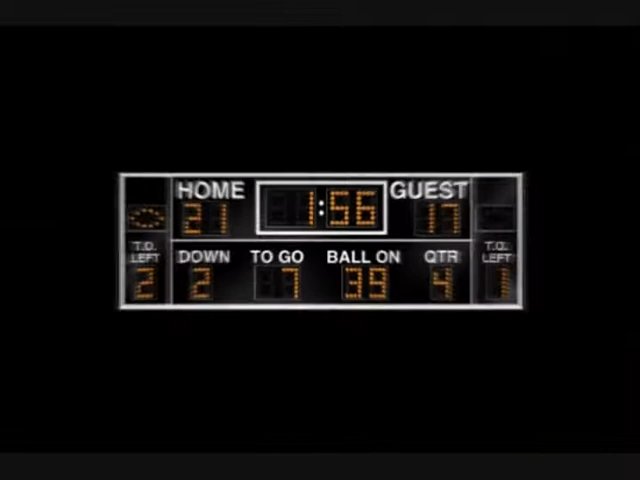 HOME 1:56 GUEST
21 17
T.O. LEFT DOWN TO GO BALL ON QTR T.O. LEFT
2 2 7 39 4 1